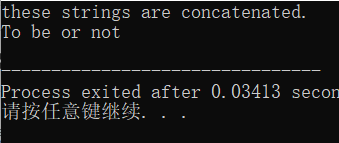 these strings are concatenated.
To be or not
--------------------------------
Process exited after 0.03413 secon
请按任意键继续. . .